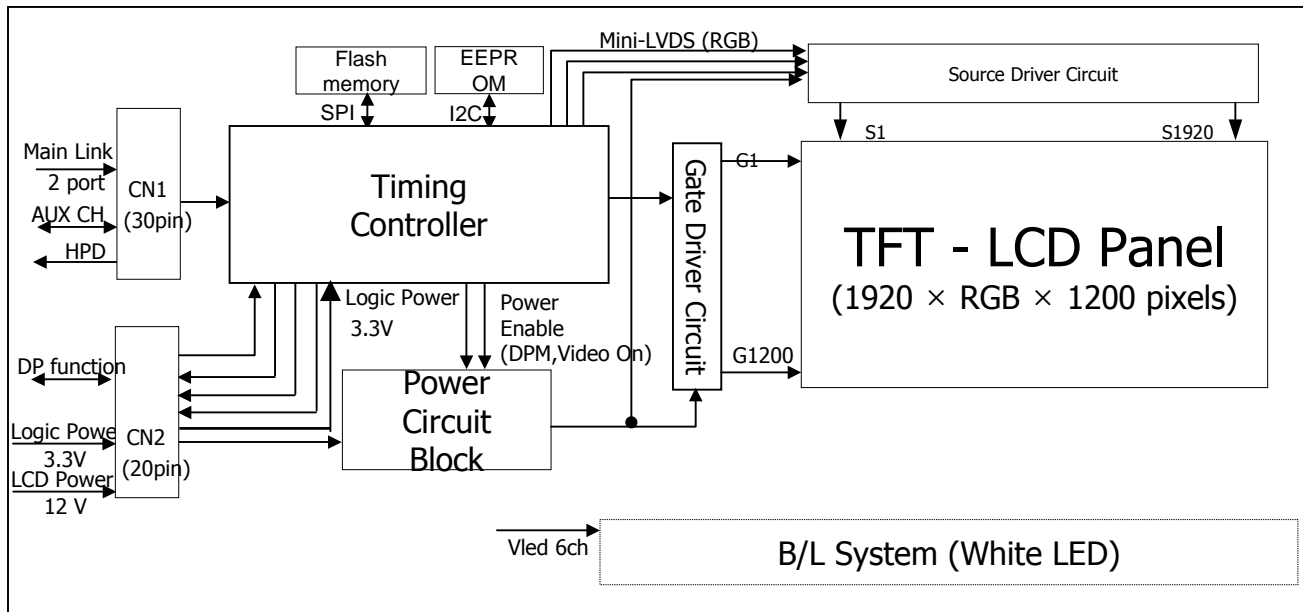 Mini-LVDS (RGB)
Flash
memory
EEPR
OM
Source Driver Circuit
SPI
I2C
S1
S1920
Main Link
2 port
AUX CH
HPD
CN1
(30pin)
Timing
Controller
Gate Driver Circuit
G1
TFT - LCD Panel
(1920 × RGB × 1200 pixels)
G1200
Logic Power
3.3V
Power
Enable
(DPM,Video On)
DP function
Logic Powe
3.3V
LCD Power
12 V
CN2
(20pin)
Power
Circuit
Block
Vled 6ch
B/L System (White LED)